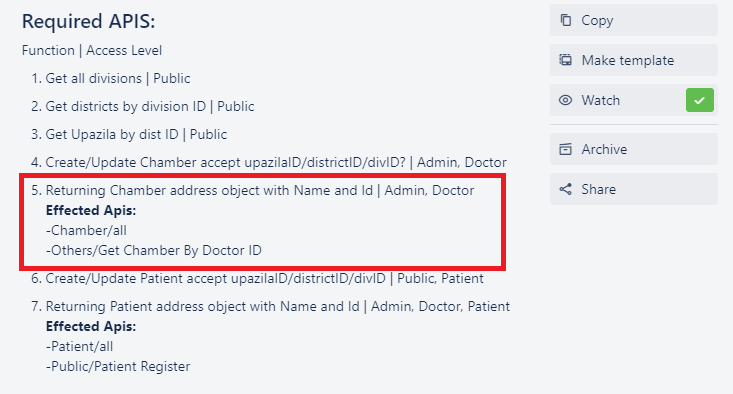 Required APIS:
Function | Access Level
1. Get all divisions | Public
2. Get districts by division ID | Public
3. Get Upazila by dist ID | Public
4. Create/Update Chamber accept upazilaID/districtID/divID? | Admin, Doctor
5. Returning Chamber address object with Name and Id | Admin, Doctor
Effected Apis:
-Chamber/all
-Others/Get Chamber By Doctor ID
6. Create/Update Patient accept upazilaID/districtID/divID | Public, Patient
7. Returning Patient address object with Name and Id | Admin, Doctor, Patient
Effected Apis:
-Patient/all
-Public/Patient Register
Copy
Make template
Watch
Archive
Share